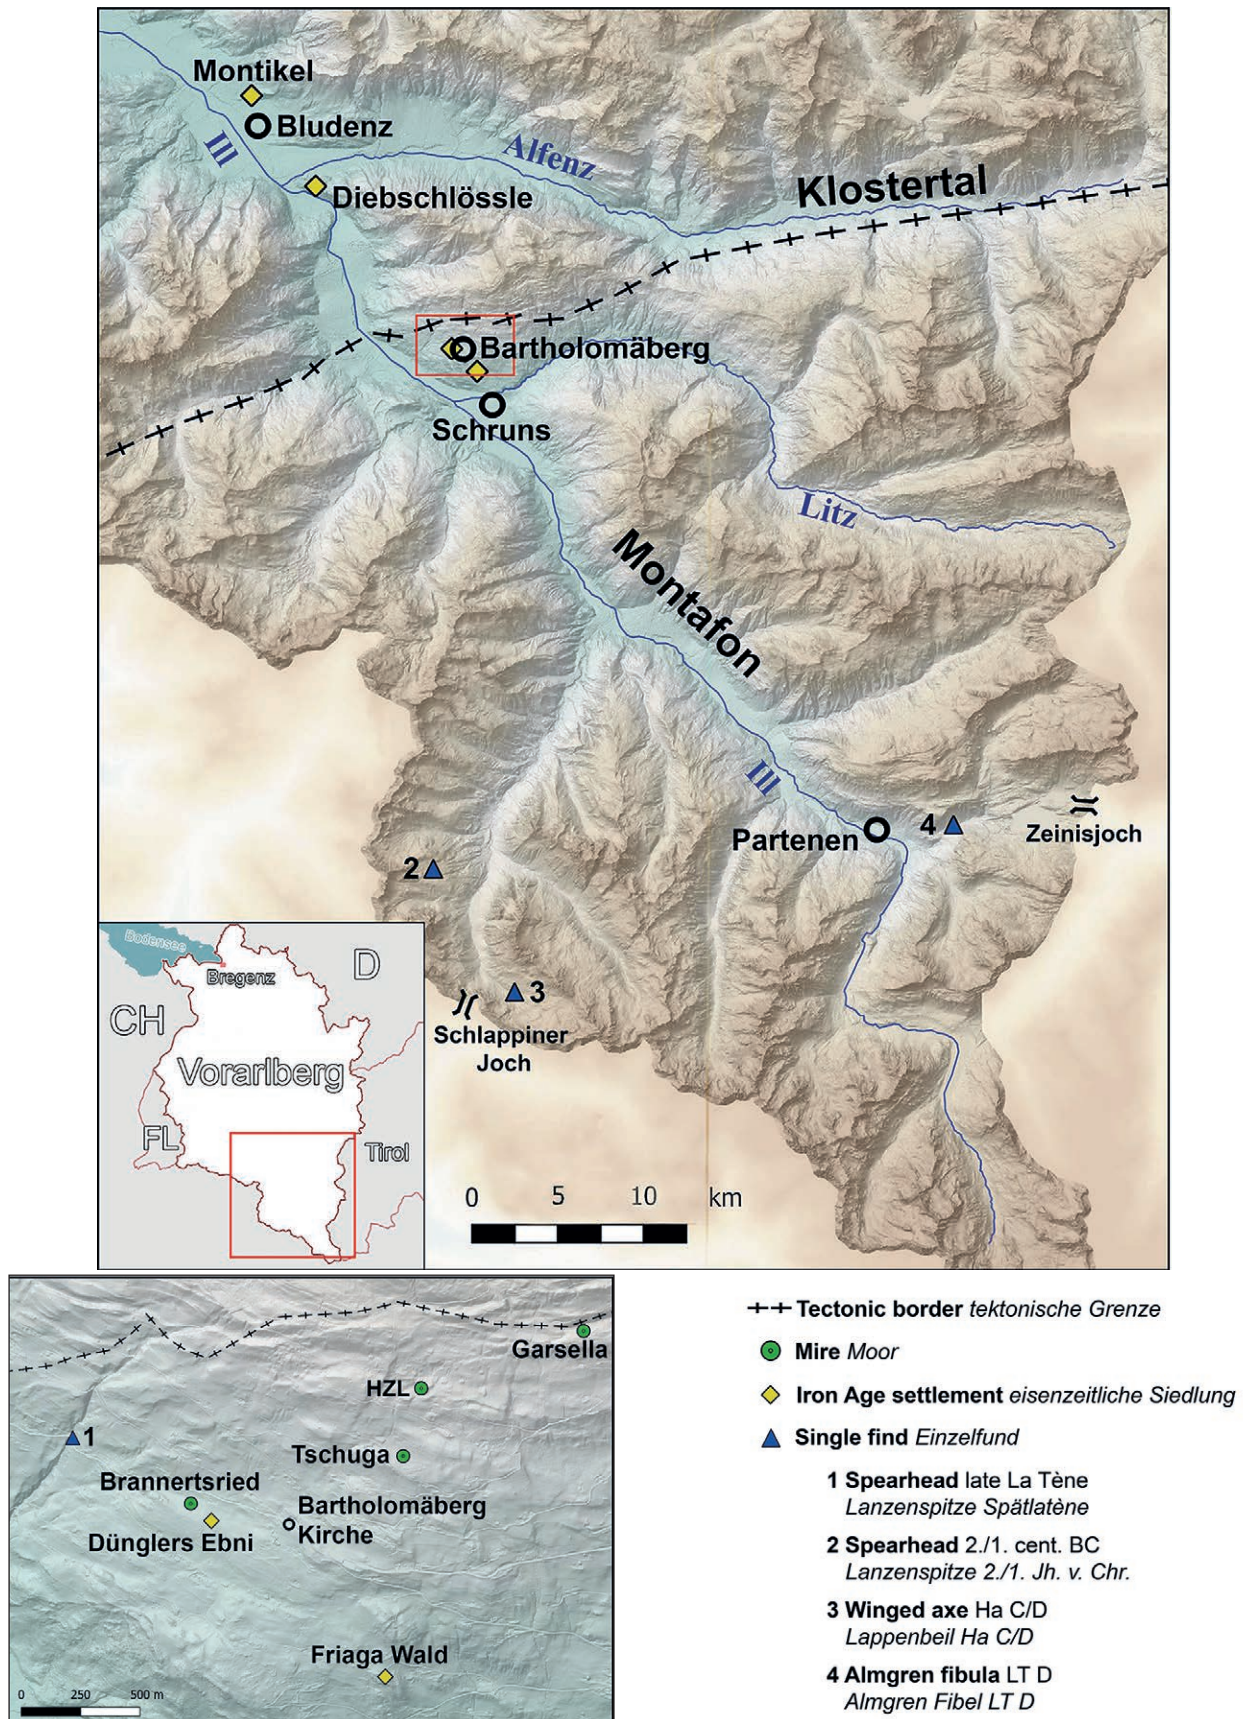 Montikel
Bludenz
Ill
Alfenz
Klostertal
Diebschlössle
Bartholomäberg
Schruns
Litz
Montafon
Ill
Partenen
4
Zeinisjoch
2
3
Schlappiner
Joch
Bodensee
Bregenz
D
CH
Vorarlberg
FL
Tirol
0 5 10 km
Garsella
HZL
1
Tschuga
Brannertsried
Bartholomäberg
Kirche
Dünglers Ebni
Friaga Wald
0 250 500 m
Tectonic border tektonische Grenze
Mire Moor
Iron Age settlement eisenzeitliche Siedlung
Single find Einzelfund
1 Spearhead late La Tène
Lanzenspitze Spätlatène
2 Spearhead 2./1. cent. BC
Lanzenspitze 2./1. Jh. v. Chr.
3 Winged axe Ha C/D
Lappenbeil Ha C/D
4 Almgren fibula LT D
Almgren Fibel LT D